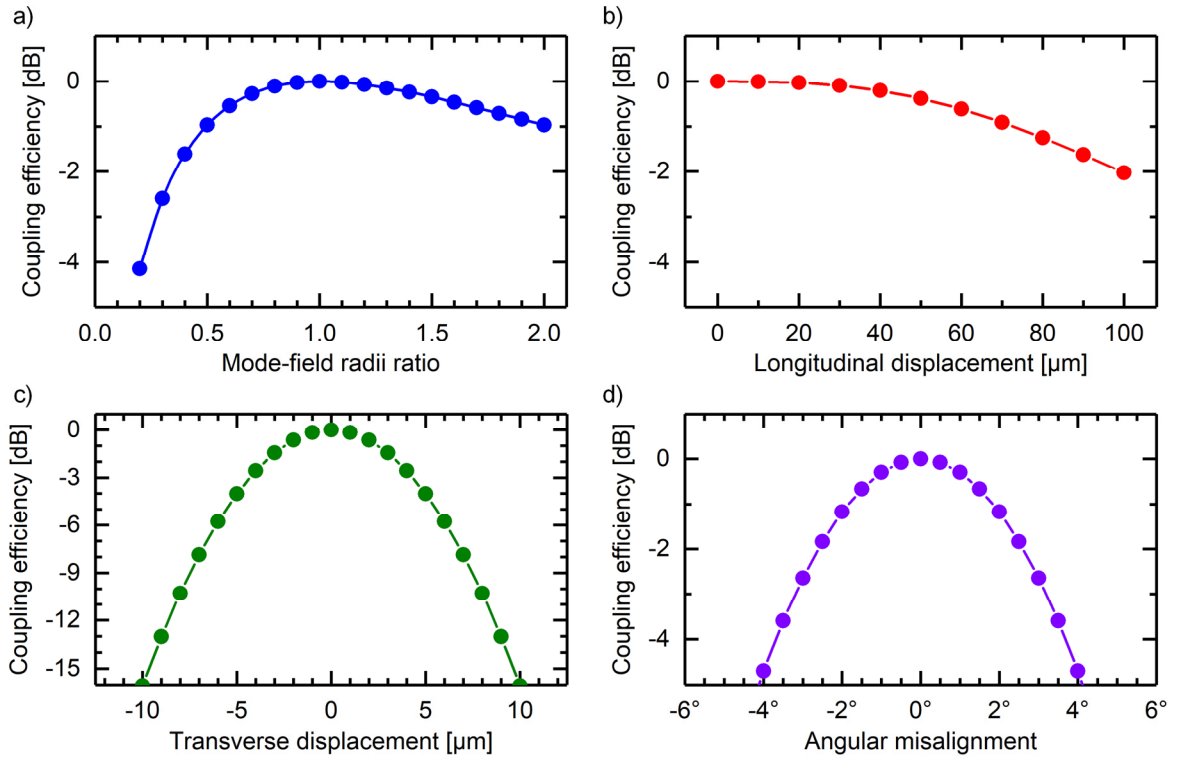 a)
Coupling efficiency [dB]
0
-2
-4
0.0 0.5 1.0 1.5 2.0
Mode-field radii ratio
b)
Coupling efficiency [dB]
0
-2
-4
0 20 40 60 80 100
Longitudinal displacement [µm]
c)
Coupling efficiency [dB]
0
-3
-6
-9
-12
-15
-10 -5 0 5 10
Transverse displacement [µm]
d)
Coupling efficiency [dB]
0
-2
-4
-6° -4° -2° 0° 2° 4° 6°
Angular misalignment